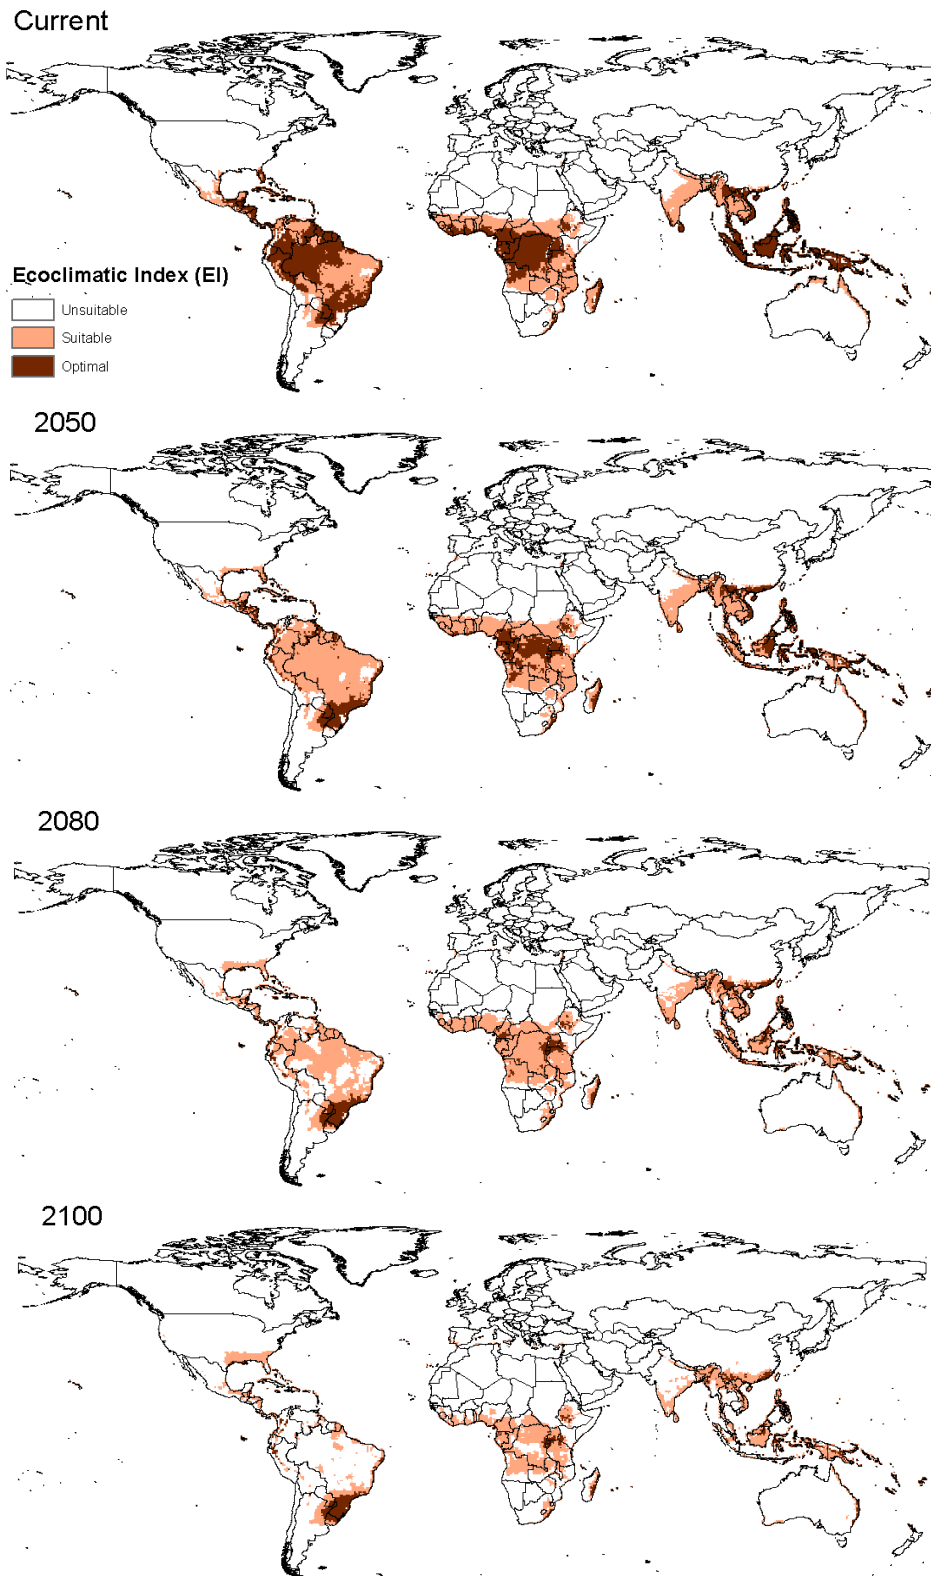 Current
Ecoclimatic Index (EI)
Unsuitable
Suitable
Optimal
2050
2080
2100